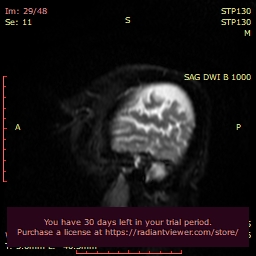 Im: 29/48
Se: 11
S
STP130
STP130
M
SAG DWI B 1000
A
P
You have 30 days left in your trial period.
Purchase a license at https://radiantviewer.com/store/